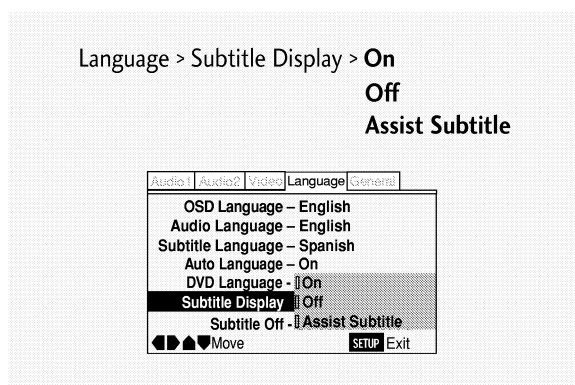 Language > Subtitle Display > On
Off
Assist Subtitle
Audio1 Audio2 Video Language General
OSD Language – English
Audio Language – English
Subtitle Language – Spanish
Auto Language – On
DVD Language - On
Subtitle Display Off
Subtitle Off - Assist Subtitle
Move SETUP Exit